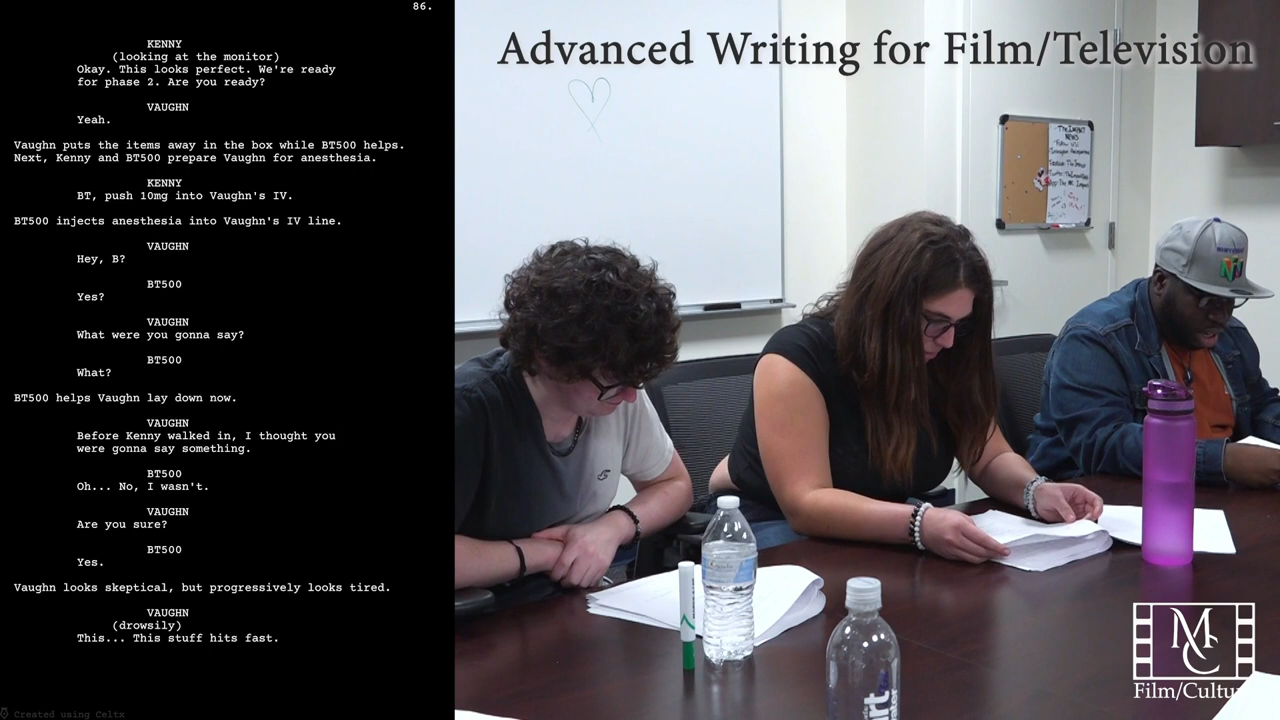 86.
KENNY
(looking at the monitor)
Okay. This looks perfect. We're ready
for phase 2. Are you ready?
VAUGHN
Yeah.
Vaughn puts the items away in the box while BT500 helps.
Next, Kenny and BT500 prepare Vaughn for anesthesia.
KENNY
BT, push 10mg into Vaughn's IV.
BT500 injects anesthesia into Vaughn's IV line.
VAUGHN
Hey, B?
BT500
Yes?
VAUGHN
What were you gonna say?
BT500
What?
BT500 helps Vaughn lay down now.
VAUGHN
Before Kenny walked in, I thought you
were gonna say something.
BT500
Oh... No, I wasn't.
VAUGHN
Are you sure?
BT500
Yes.
Vaughn looks skeptical, but progressively looks tired.
VAUGHN
(drowsily)
This... This stuff hits fast.
Created using Celtx
Advanced Writing for Film/Television
The Impact
News
MC
Film/Cultu